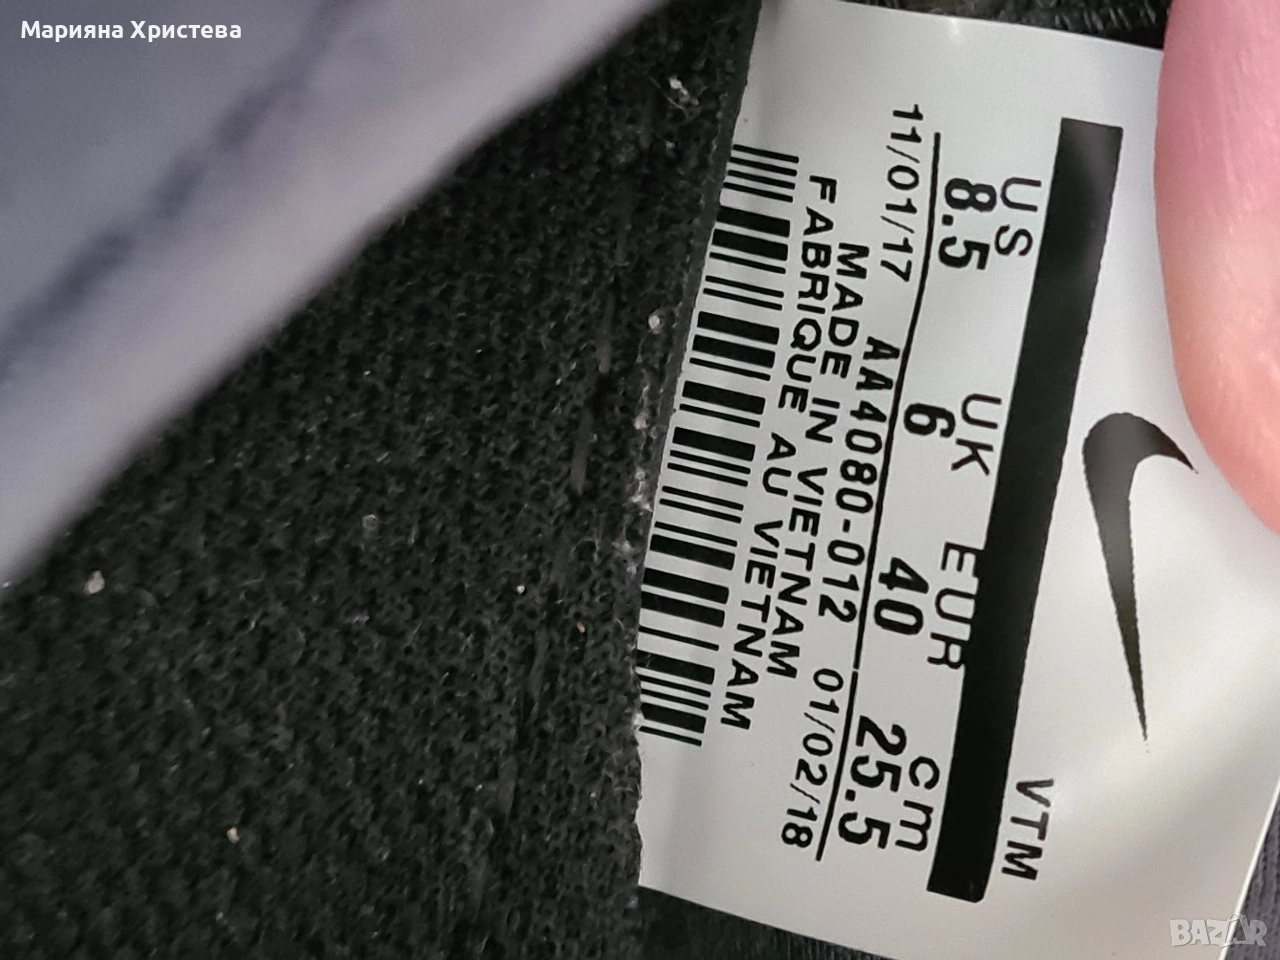 Марияна Христева
VTM
US UK EUR cm
8.5 6 40 25.5
11/01/17 AA4080-012 01/02/18
MADE IN VIETNAM
FABRIQUE AU VIETNAM
BAZAR